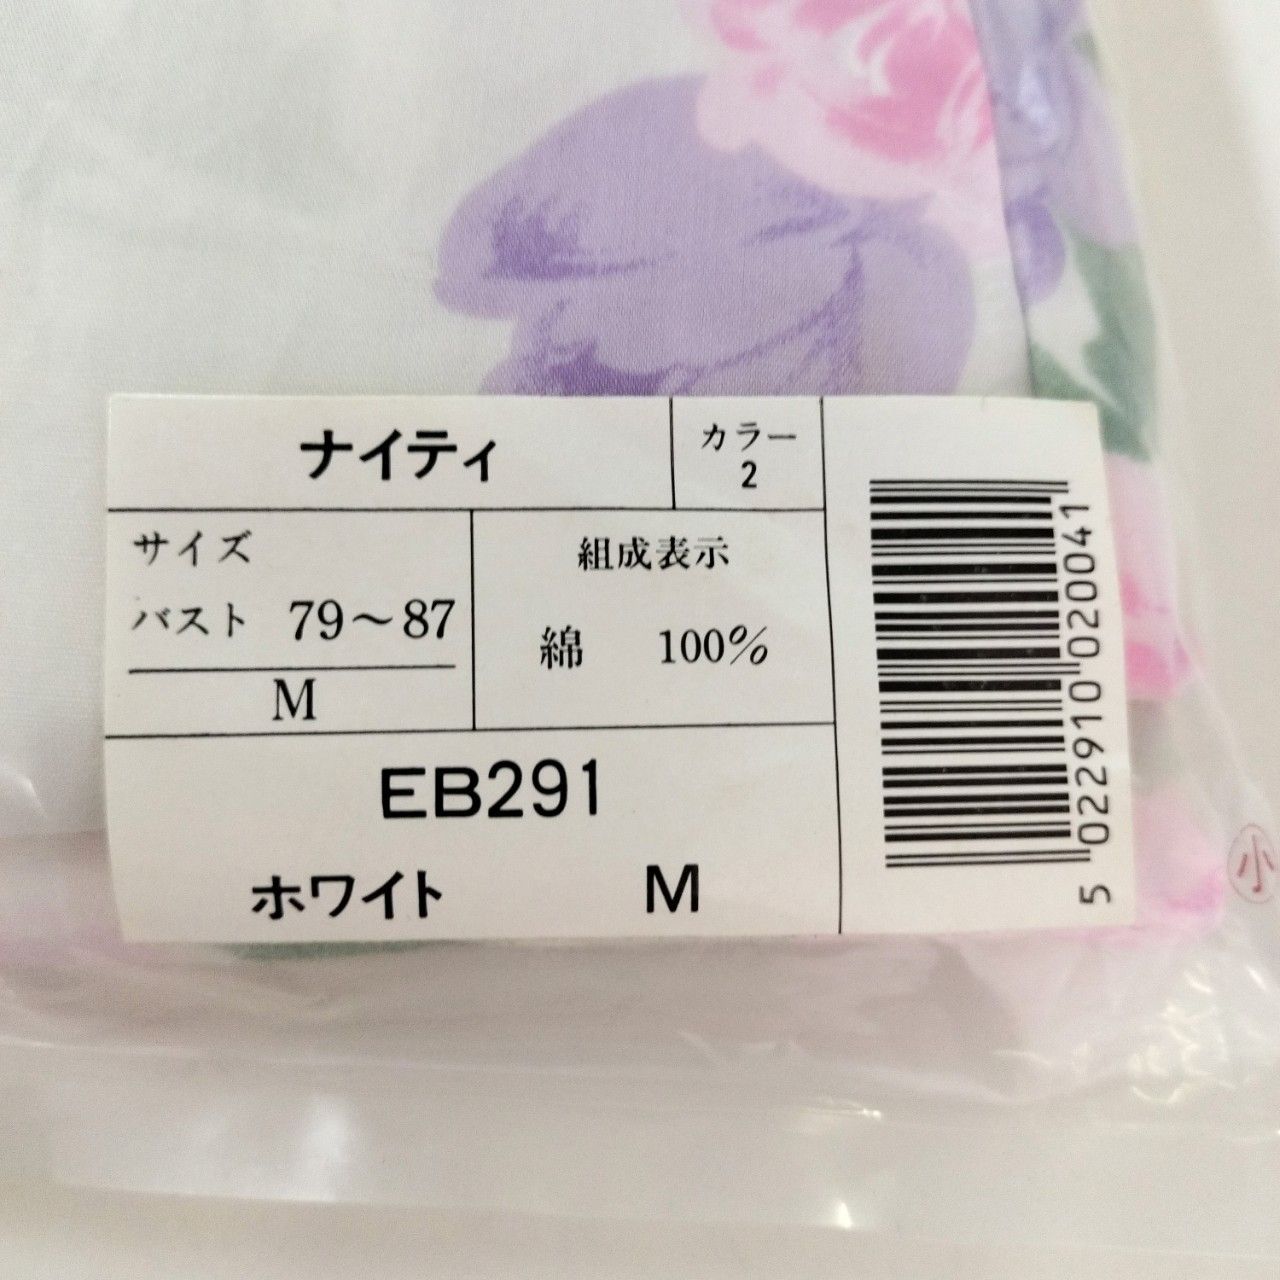 ナイティ
カラー
2
サイズ
バスト 79〜87
M
組成表示
綿 100%
EB291
ホワイト M
5 022910 020041
小